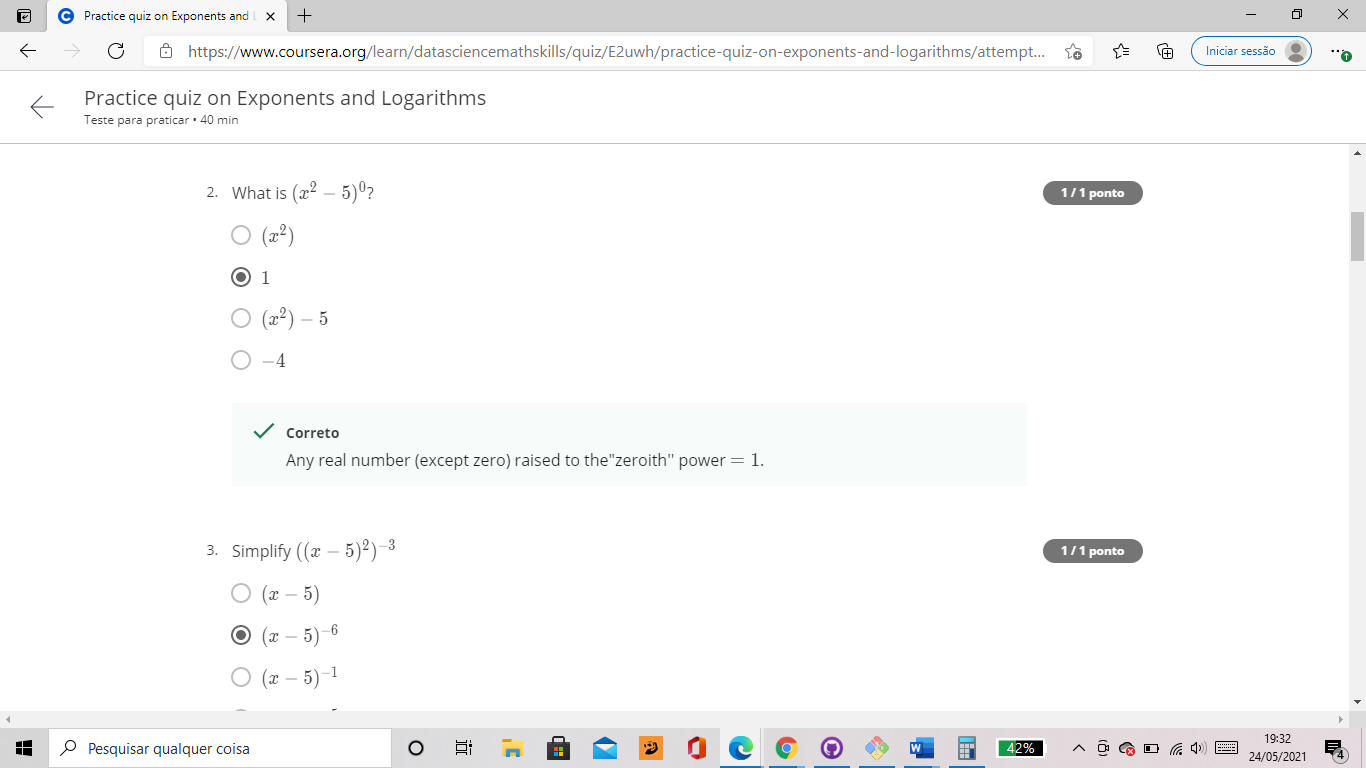 Practice quiz on Exponents and L
https://www.coursera.org/learn/datasciencemathskills/quiz/E2uwh/practice-quiz-on-exponents-and-logarithms/attempt...
Iniciar sessão
Practice quiz on Exponents and Logarithms
Teste para praticar • 40 min
2. What is (x² − 5)⁰?
1 / 1 ponto
(x²)
1
(x²) − 5
−4
Correto
Any real number (except zero) raised to the"zeroith" power = 1.
3. Simplify ((x − 5)²)⁻³
1 / 1 ponto
(x − 5)
(x − 5)⁻⁶
(x − 5)⁻¹
Pesquisar qualquer coisa
42%
19:32
24/05/2021
4